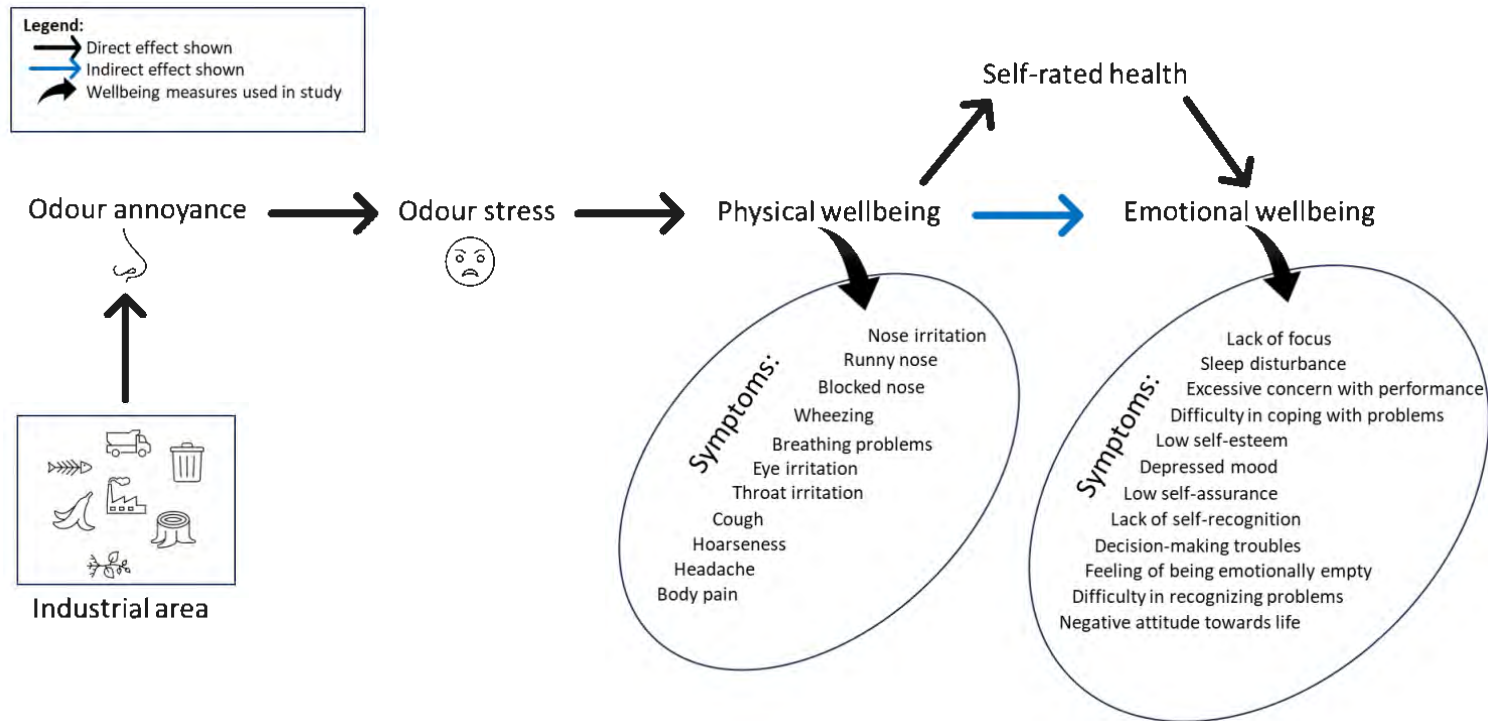 Legend:
Direct effect shown
Indirect effect shown
Wellbeing measures used in study
Self-rated health
Odour annoyance
Odour stress
Physical wellbeing
Emotional wellbeing
Industrial area
Symptoms:
Nose irritation
Runny nose
Blocked nose
Wheezing
Breathing problems
Eye irritation
Throat irritation
Cough
Hoarseness
Headache
Body pain
Symptoms:
Lack of focus
Sleep disturbance
Excessive concern with performance
Difficulty in coping with problems
Low self-esteem
Depressed mood
Low self-assurance
Lack of self-recognition
Decision-making troubles
Feeling of being emotionally empty
Difficulty in recognizing problems
Negative attitude towards life